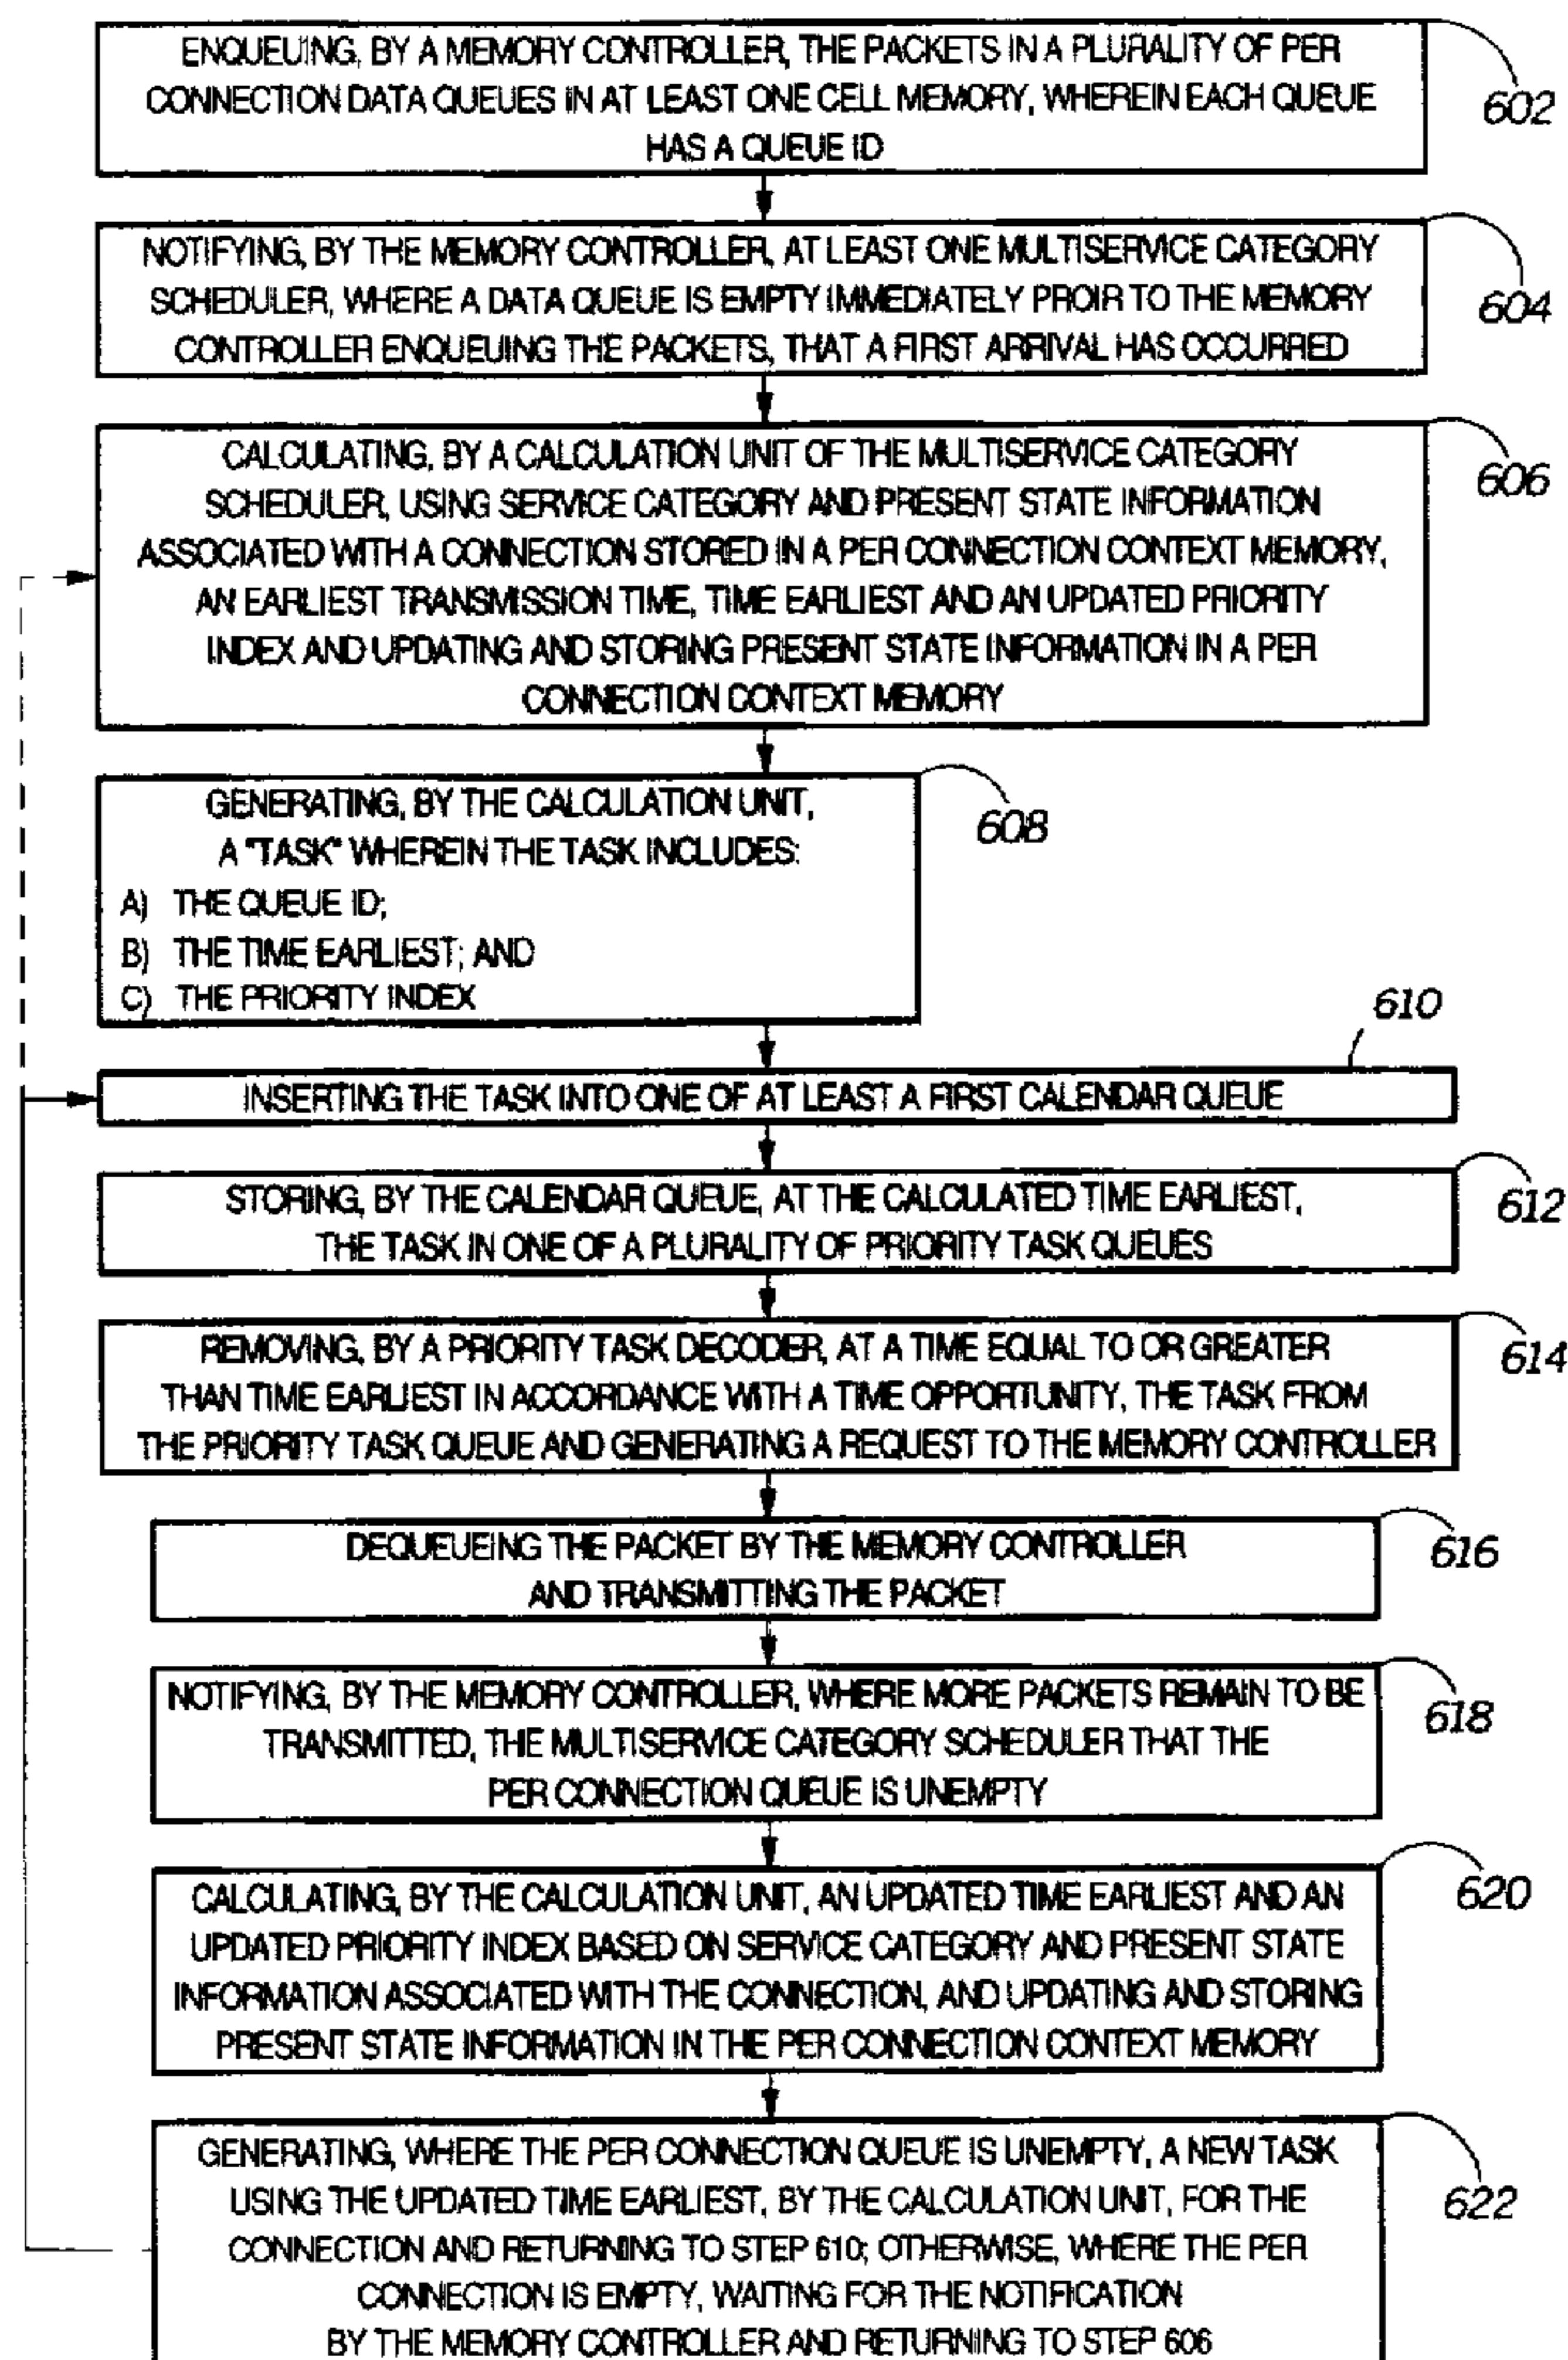 ENQUEUING, BY A MEMORY CONTROLLER, THE PACKETS IN A PLURALITY OF PER
CONNECTION DATA QUEUES IN AT LEAST ONE CELL MEMORY, WHEREIN EACH QUEUE
HAS A QUEUE ID
602
NOTIFYING, BY THE MEMORY CONTROLLER, AT LEAST ONE MULTISERVICE CATEGORY
SCHEDULER, WHERE A DATA QUEUE IS EMPTY IMMEDIATELY PROIR TO THE MEMORY
CONTROLLER ENQUEUING THE PACKETS, THAT A FIRST ARRIVAL HAS OCCURRED
604
CALCULATING, BY A CALCULATION UNIT OF THE MULTISERVICE CATEGORY
SCHEDULER, USING SERVICE CATEGORY AND PRESENT STATE INFORMATION
ASSOCIATED WITH A CONNECTION STORED IN A PER CONNECTION CONTEXT MEMORY,
AN EARLIEST TRANSMISSION TIME, TIME EARLIEST AND AN UPDATED PRIORITY
INDEX AND UPDATING AND STORING PRESENT STATE INFORMATION IN A PER
CONNECTION CONTEXT MEMORY
606
GENERATING, BY THE CALCULATION UNIT,
A "TASK" WHEREIN THE TASK INCLUDES:
A) THE QUEUE ID;
B) THE TIME EARLIEST; AND
C) THE PRIORITY INDEX
608
610
INSERTING THE TASK INTO ONE OF AT LEAST A FIRST CALENDAR QUEUE
STORING, BY THE CALENDAR QUEUE, AT THE CALCULATED TIME EARLIEST,
THE TASK IN ONE OF A PLURALITY OF PRIORITY TASK QUEUES
612
REMOVING, BY A PRIORITY TASK DECODER, AT A TIME EQUAL TO OR GREATER
THAN TIME EARLIEST IN ACCORDANCE WITH A TIME OPPORTUNITY, THE TASK FROM
THE PRIORITY TASK QUEUE AND GENERATING A REQUEST TO THE MEMORY CONTROLLER
614
DEQUEUEING THE PACKET BY THE MEMORY CONTROLLER
AND TRANSMITTING THE PACKET
616
NOTIFYING, BY THE MEMORY CONTROLLER, WHERE MORE PACKETS REMAIN TO BE
TRANSMITTED, THE MULTISERVICE CATEGORY SCHEDULER THAT THE
PER CONNECTION QUEUE IS UNEMPTY
618
CALCULATING, BY THE CALCULATION UNIT, AN UPDATED TIME EARLIEST AND AN
UPDATED PRIORITY INDEX BASED ON SERVICE CATEGORY AND PRESENT STATE
INFORMATION ASSOCIATED WITH THE CONNECTION, AND UPDATING AND STORING
PRESENT STATE INFORMATION IN THE PER CONNECTION CONTEXT MEMORY
620
GENERATING, WHERE THE PER CONNECTION QUEUE IS UNEMPTY, A NEW TASK
USING THE UPDATED TIME EARLIEST, BY THE CALCULATION UNIT, FOR THE
CONNECTION AND RETURNING TO STEP 610; OTHERWISE, WHERE THE PER
CONNECTION IS EMPTY, WAITING FOR THE NOTIFICATION
BY THE MEMORY CONTROLLER AND RETURNING TO STEP 606
622